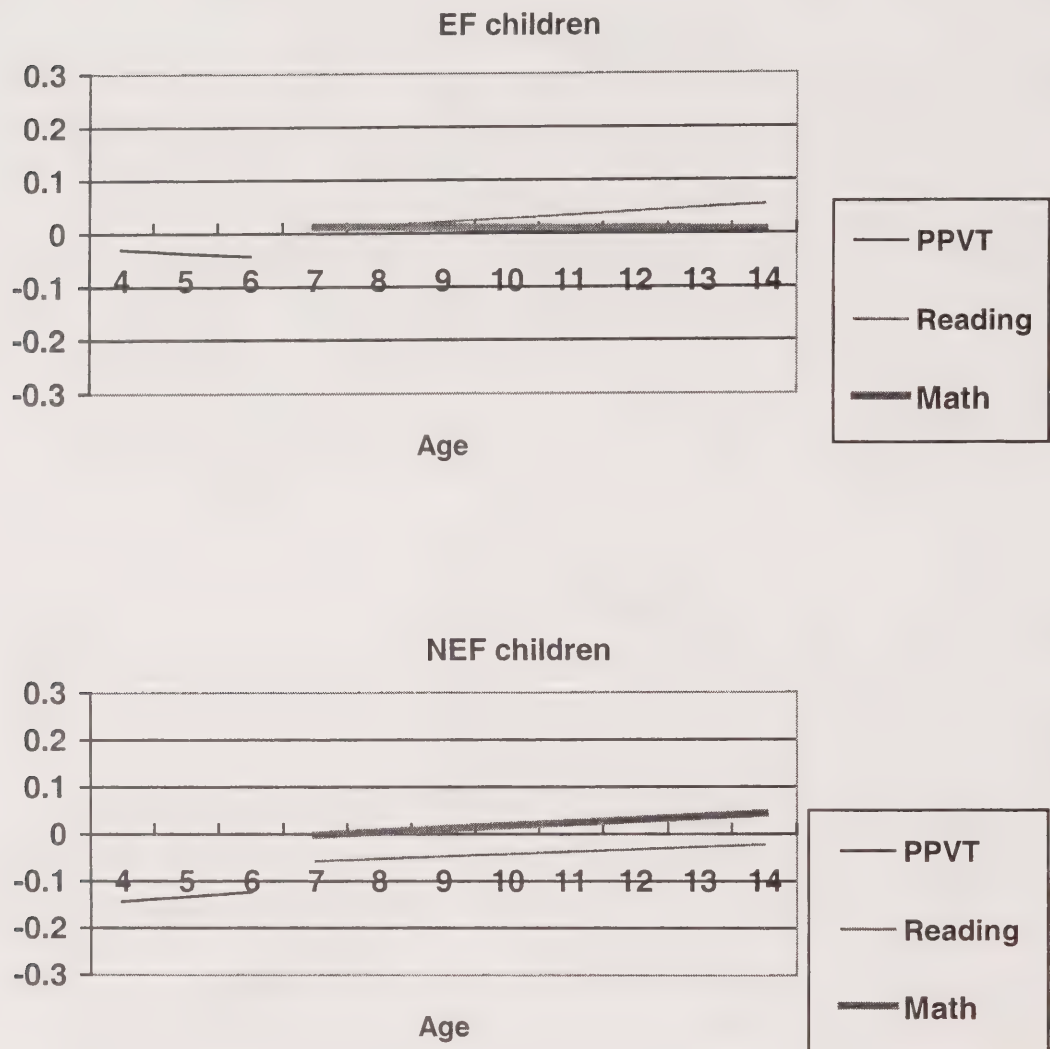 EF children
0.3
0.2
0.1
0
-0.1
-0.2
-0.3
4 5 6 7 8 9 10 11 12 13 14
Age
PPVT
Reading
Math
NEF children
0.3
0.2
0.1
0
-0.1
-0.2
-0.3
4 5 6 7 8 9 10 11 12 13 14
Age
PPVT
Reading
Math